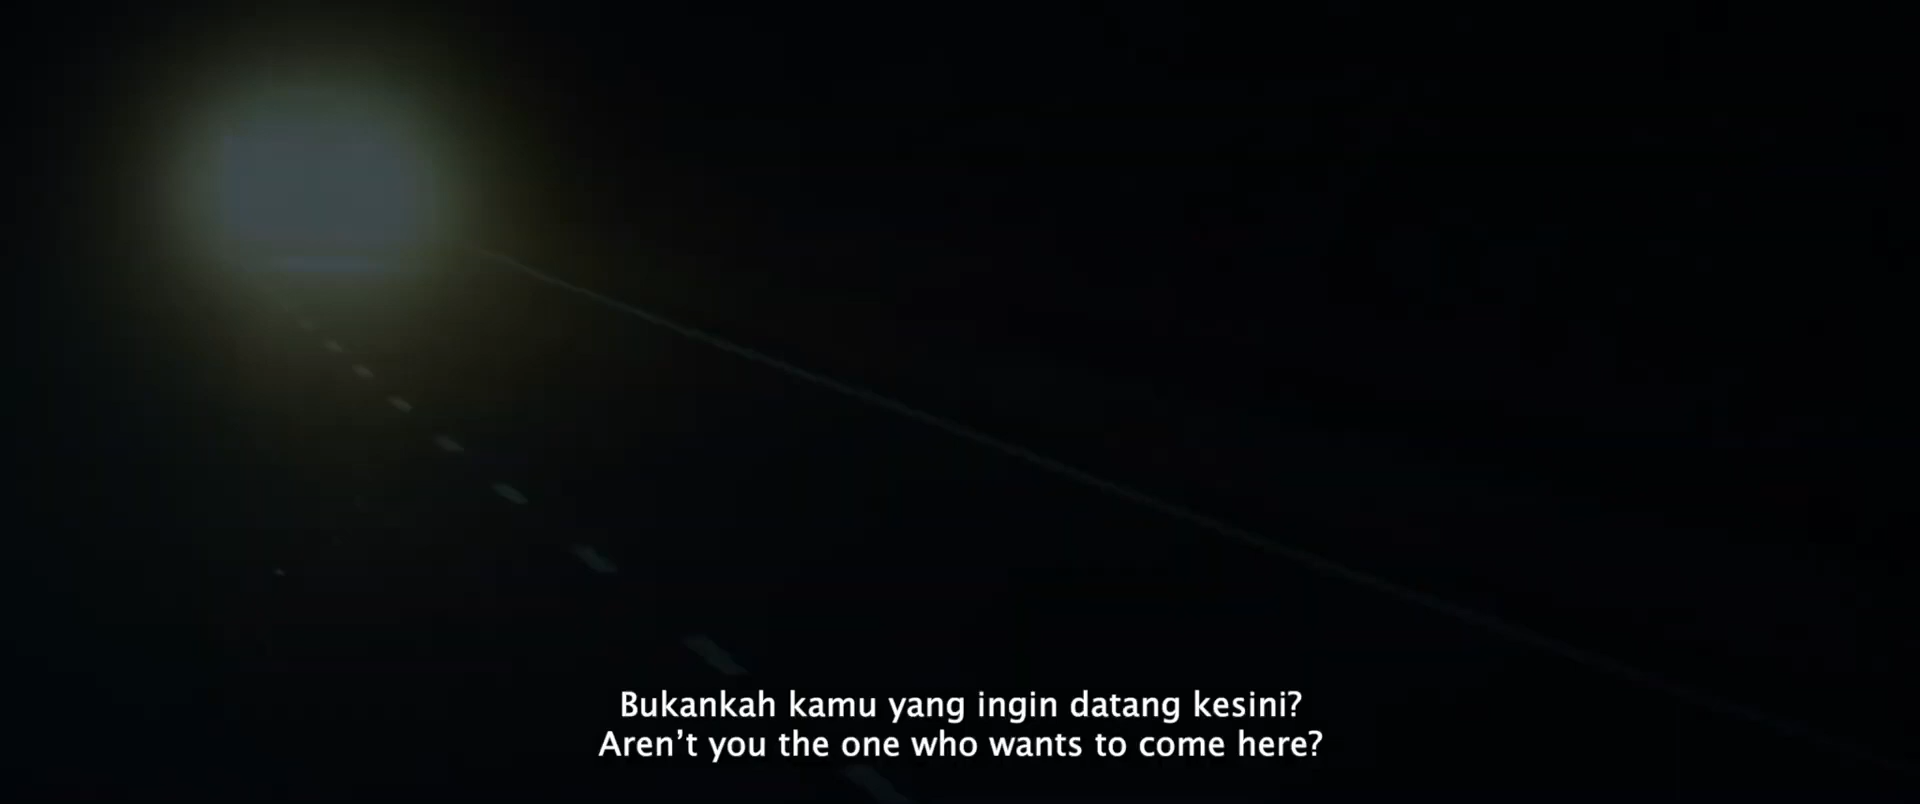 Bukankah kamu yang ingin datang kesini?
Aren’t you the one who wants to come here?